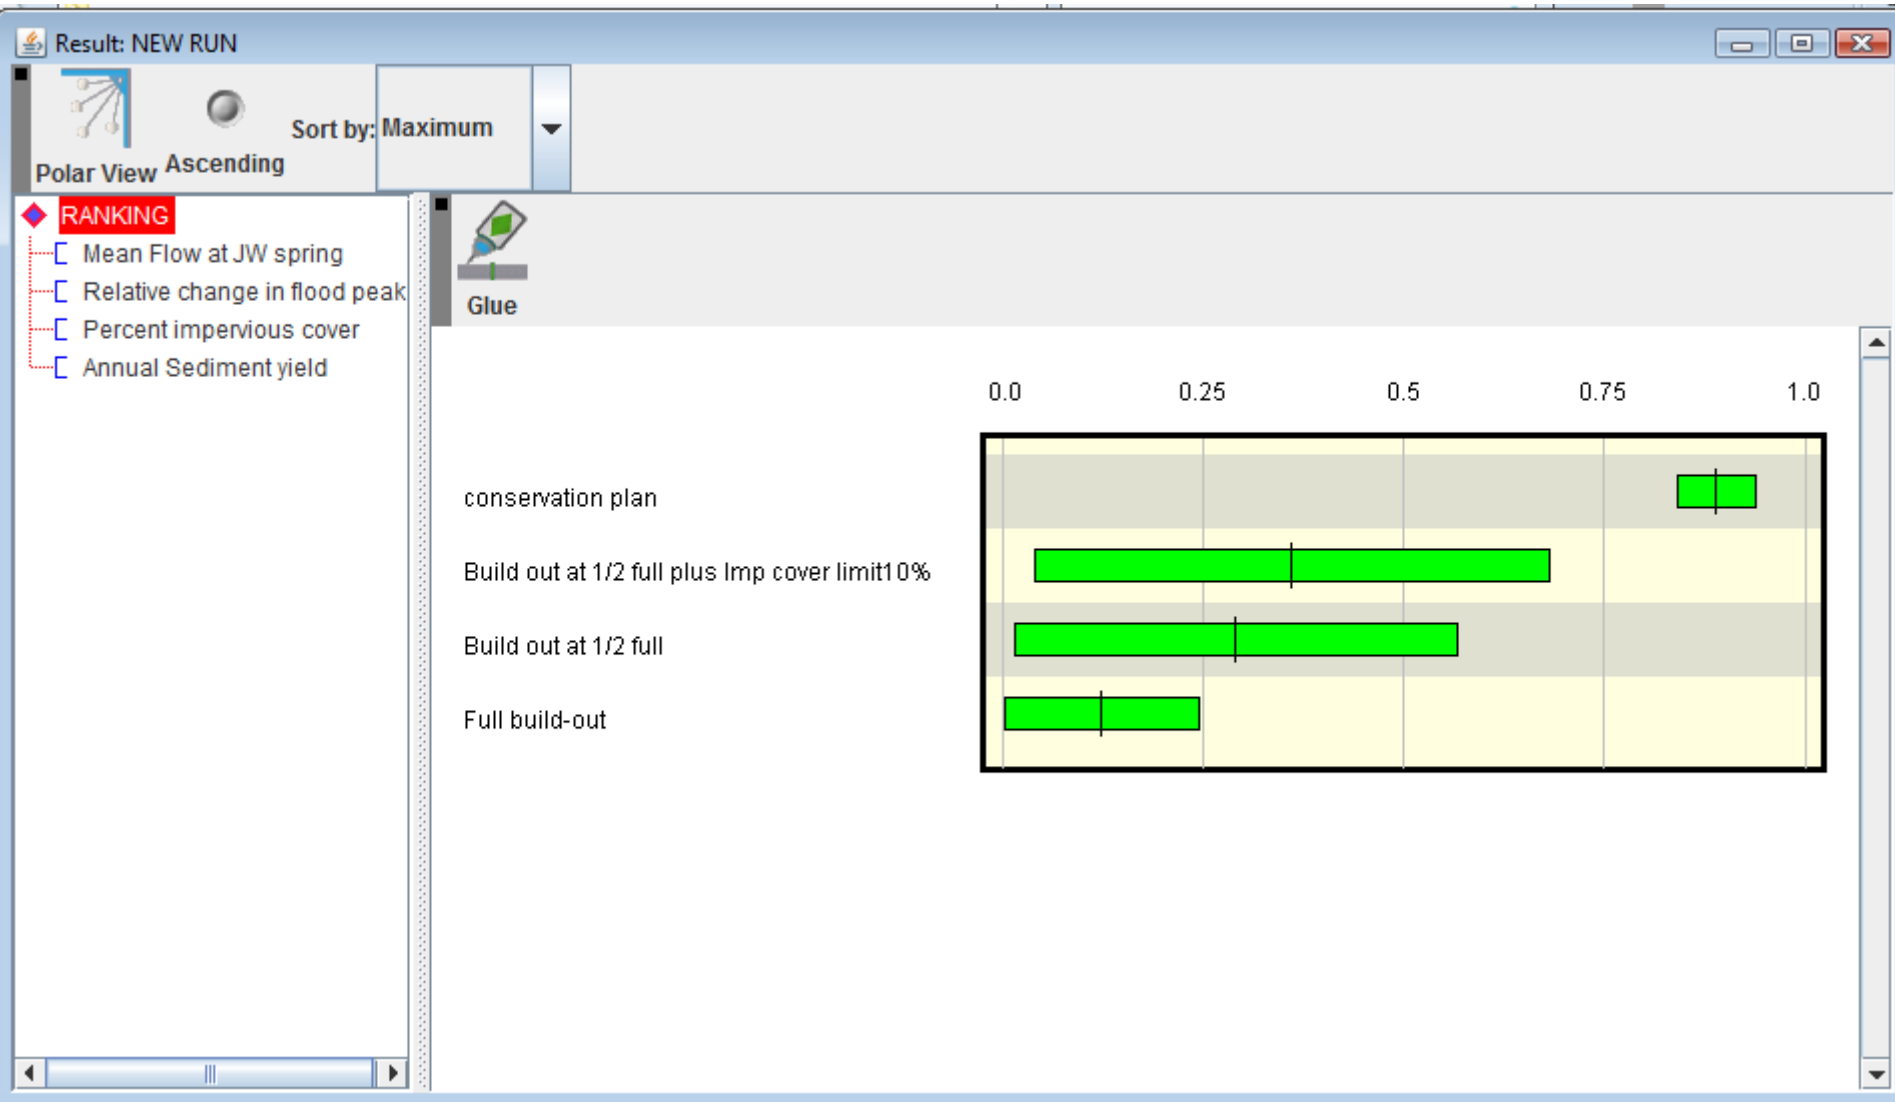 Result: NEW RUN
Polar View
Ascending
Sort by: Maximum
RANKING
Mean Flow at JW spring
Relative change in flood peak
Percent impervious cover
Annual Sediment yield
Glue
0.0 0.25 0.5 0.75 1.0
conservation plan
Build out at 1/2 full plus Imp cover limit10%
Build out at 1/2 full
Full build-out